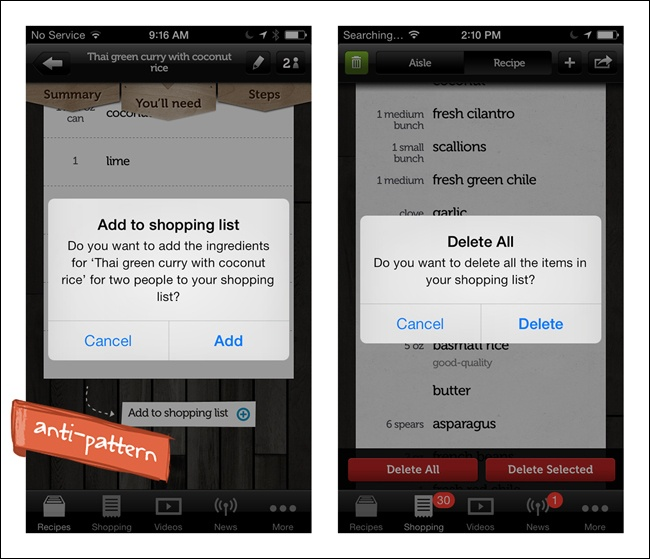 No Service 9:16 AM
Thai green curry with coconut
rice
2
Summary You'll need Steps
can
1 lime
Add to shopping list
Do you want to add the ingredients
for ‘Thai green curry with coconut
rice’ for two people to your shopping
list?
Cancel Add
Add to shopping list
anti-pattern
Recipes Shopping Videos News More
Searching... 2:10 PM
Aisle Recipe
coconut
1 medium fresh cilantro
bunch
1 small scallions
bunch
1 medium fresh green chile
clove garlic
Delete All
Do you want to delete all the items in
your shopping list?
Cancel Delete
5 oz basmati rice
good-quality
butter
6 spears asparagus
french beans
fresh red chile
Delete All Delete Selected
30 1
Recipes Shopping Videos News More